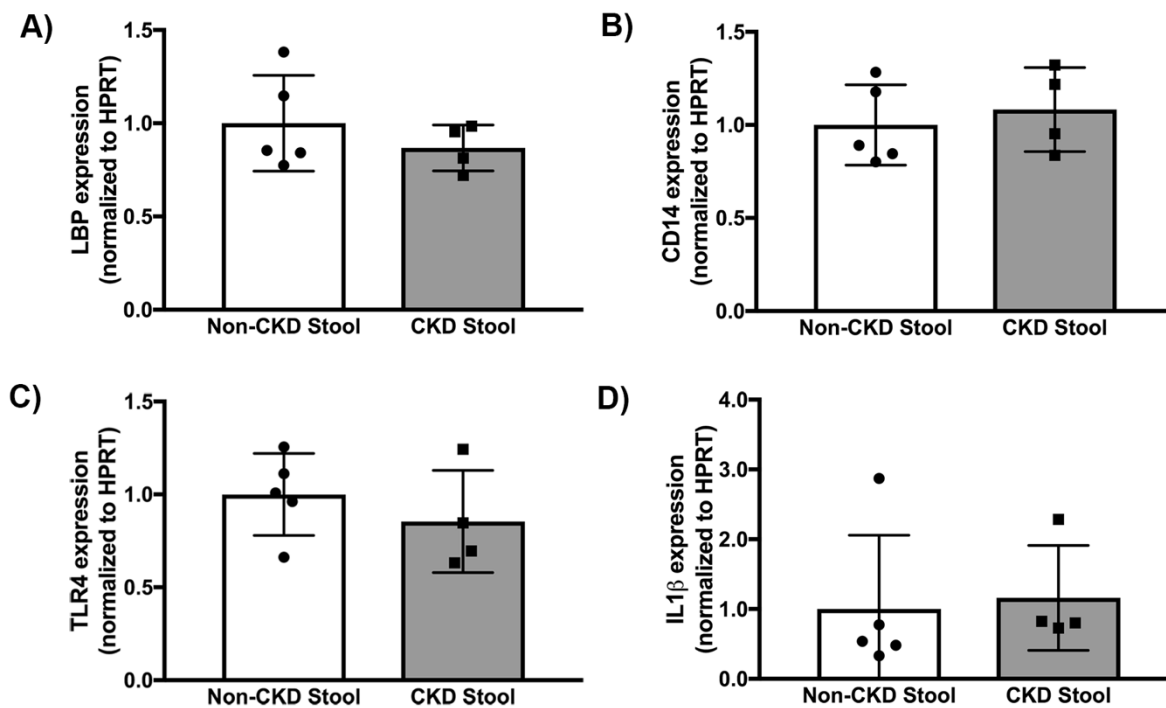 A)
LBP expression
(normalized to HPRT)
1.5
1.0
0.5
0.0
Non-CKD Stool
CKD Stool
B)
CD14 expression
(normalized to HPRT)
1.5
1.0
0.5
0.0
Non-CKD Stool
CKD Stool
C)
TLR4 expression
(normalized to HPRT)
1.5
1.0
0.5
0.0
Non-CKD Stool
CKD Stool
D)
IL1β expression
(normalized to HPRT)
4.0
3.0
2.0
1.0
0.0
Non-CKD Stool
CKD Stool